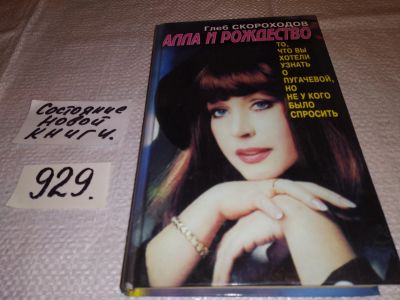 Глеб СКОРОХОДОВ
АЛЛА И РОЖДЕСТВО
ТО,
ЧТО ВЫ
ХОТЕЛИ
УЗНАТЬ
О
ПУГАЧЕВОЙ,
НО
НЕ У КОГО
БЫЛО
СПРОСИТЬ
Состояние
новой
книги.
929.